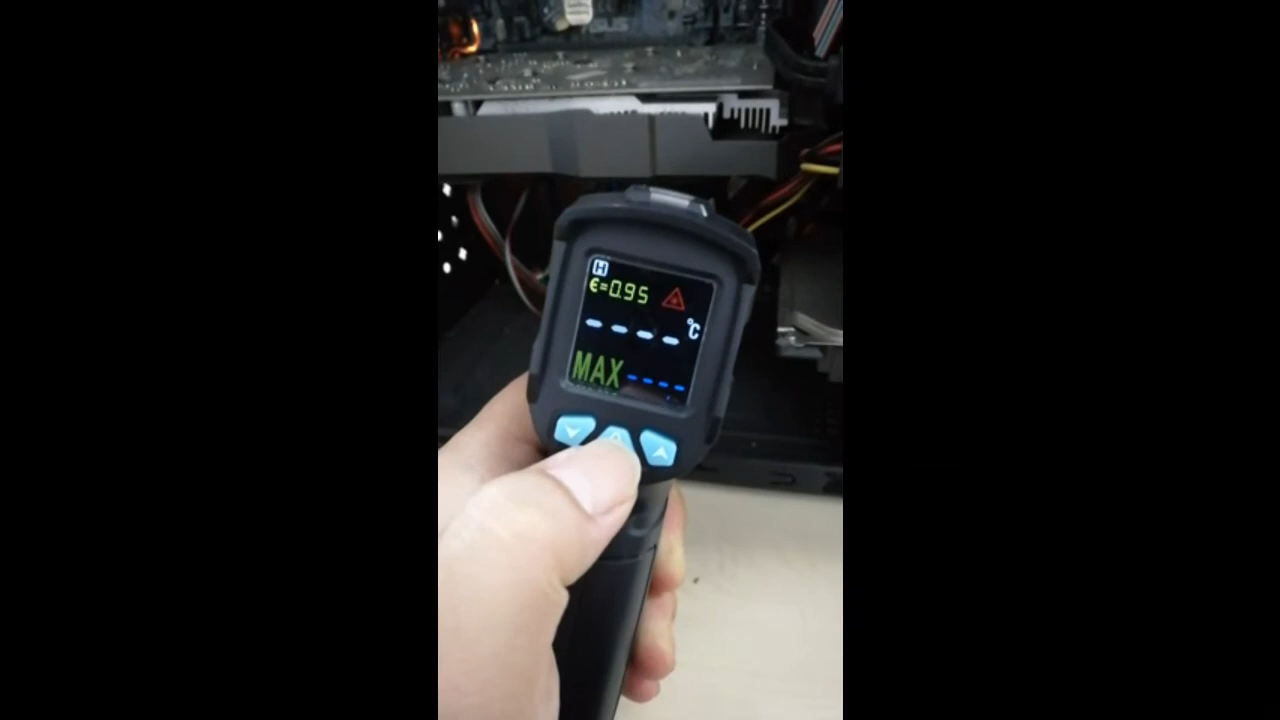 H
€=0.95
- - - - °C
MAX - - - -